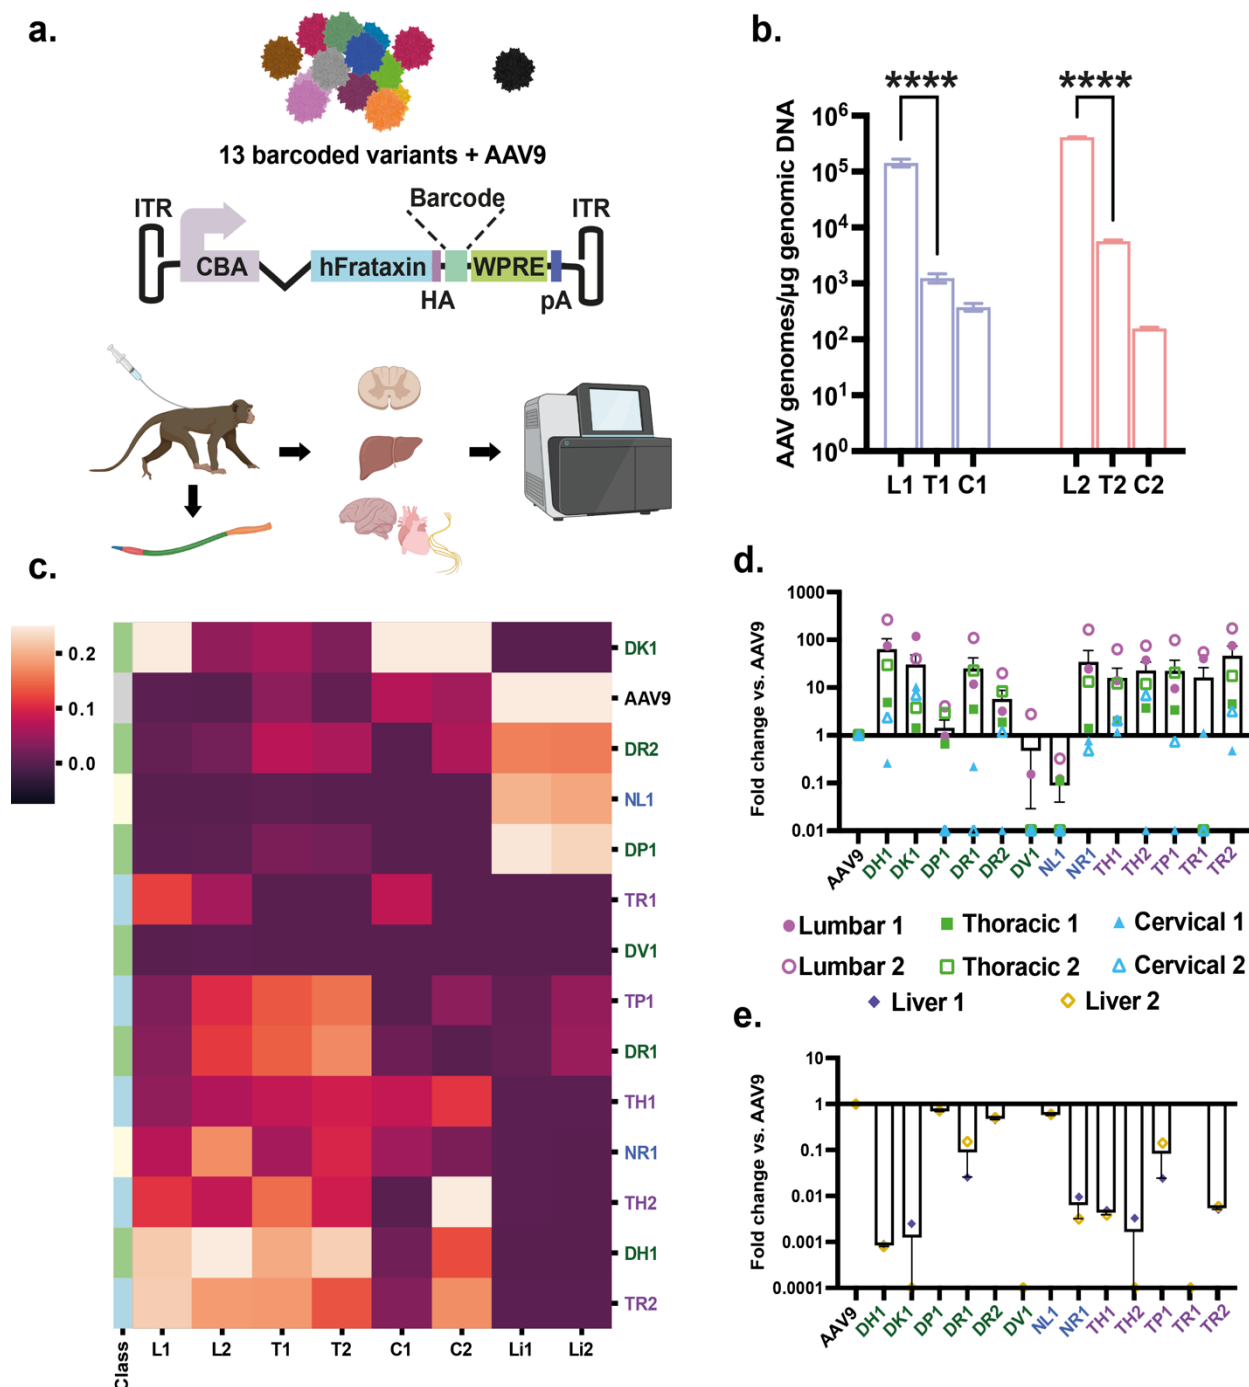 a.
13 barcoded variants + AAV9
Barcode
ITR
ITR
CBA
hFrataxin
WPRE
HA
pA
b.
****
****
AAV genomes/µg genomic DNA
10^6
10^5
10^4
10^3
10^2
10^1
10^0
L1 T1 C1 L2 T2 C2
c.
0.2
0.1
0.0
DK1
AAV9
DR2
NL1
DP1
TR1
DV1
TP1
DR1
TH1
NR1
TH2
DH1
TR2
Class L1 L2 T1 T2 C1 C2 Li1 Li2
d.
Fold change vs. AAV9
1000
100
10
1
0.1
0.01
AAV9 DH1 DK1 DP1 DR1 DR2 DV1 NL1 NR1 TH1 TH2 TP1 TR1 TR2
Lumbar 1 Thoracic 1 Cervical 1
Lumbar 2 Thoracic 2 Cervical 2
Liver 1 Liver 2
e.
Fold change vs. AAV9
10
1
0.1
0.01
0.001
0.0001
AAV9 DH1 DK1 DP1 DR1 DR2 DV1 NL1 NR1 TH1 TH2 TP1 TR1 TR2